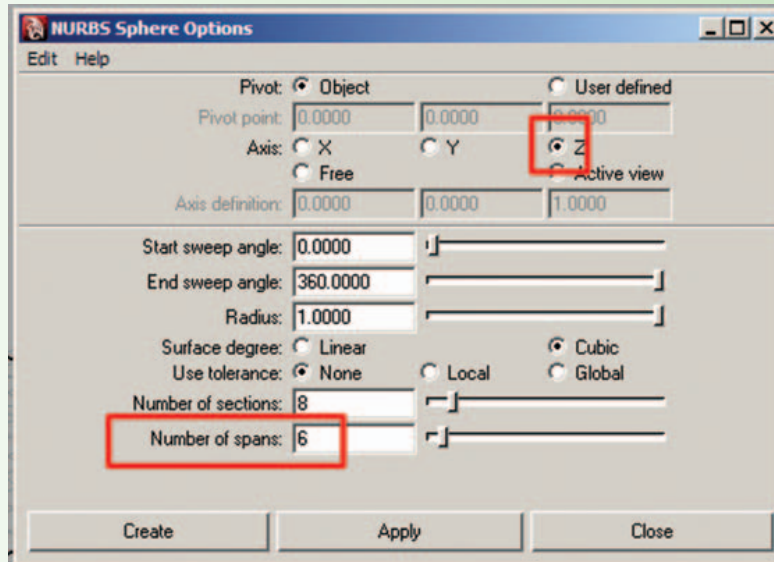 NURBS Sphere Options
Edit Help
Pivot: Object User defined
Pivot point: 0.0000 0.0000 0.0000
Axis: X Y Z
Free Active view
Axis definition: 0.0000 0.0000 1.0000
Start sweep angle: 0.0000
End sweep angle: 360.0000
Radius: 1.0000
Surface degree: Linear Cubic
Use tolerance: None Local Global
Number of sections: 8
Number of spans: 6
Create Apply Close